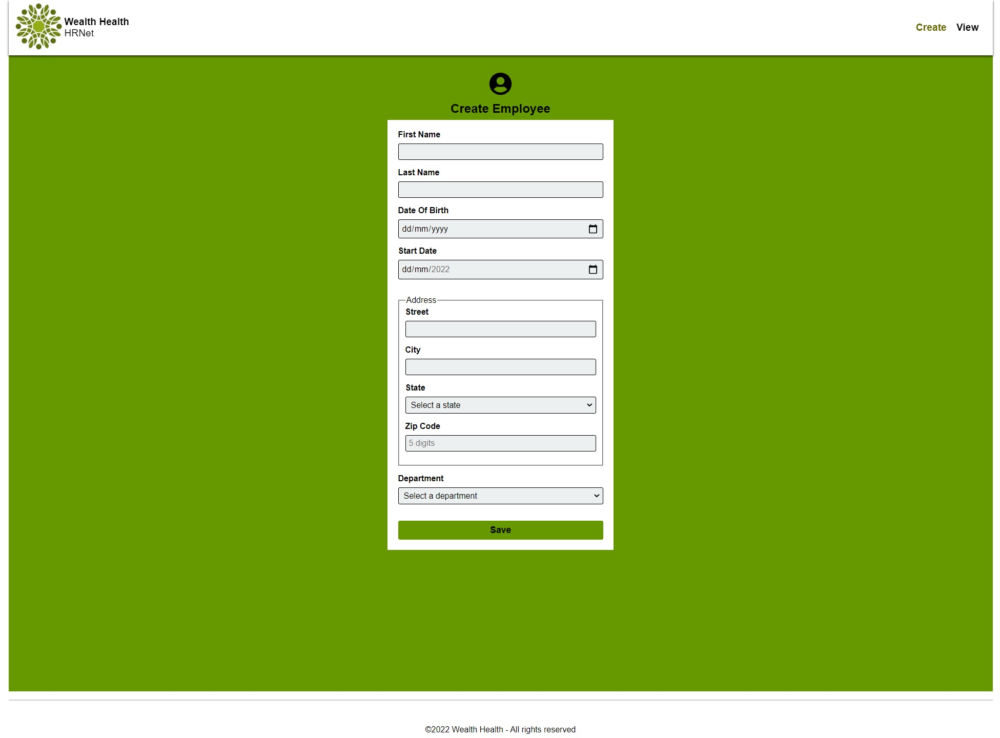 Wealth Health
HRNet
Create View
Create Employee
First Name
Last Name
Date Of Birth
dd/mm/yyyy
Start Date
dd/mm/2022
Address
Street
City
State
Select a state
Zip Code
5 digits
Department
Select a department
Save
©2022 Wealth Health - All rights reserved